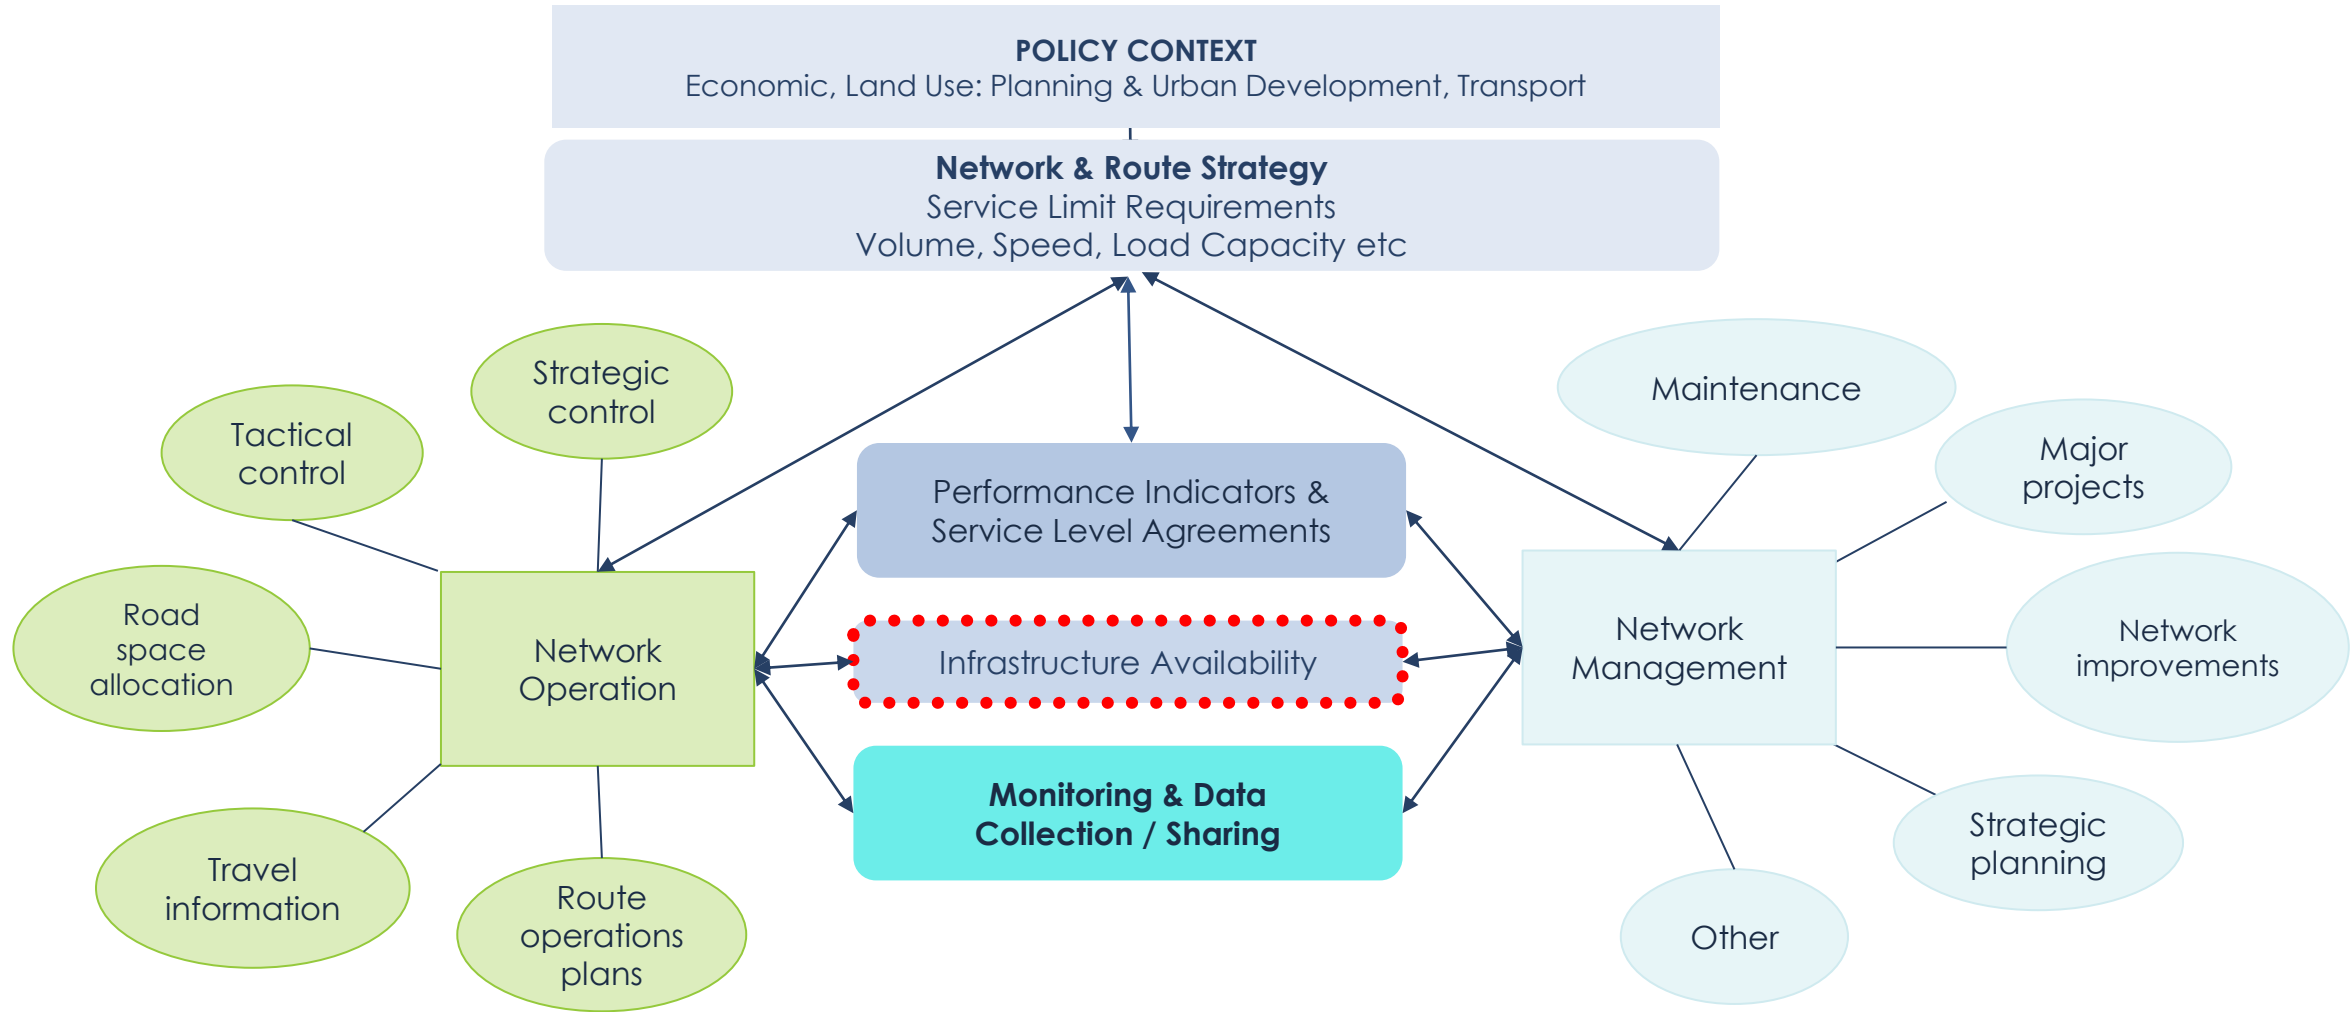 POLICY CONTEXT
Economic, Land Use: Planning & Urban Development, Transport
Network & Route Strategy
Service Limit Requirements
Volume, Speed, Load Capacity etc
Strategic
control
Tactical
control
Road
space
allocation
Travel
information
Route
operations
plans
Network
Operation
Performance Indicators &
Service Level Agreements
Infrastructure Availability
Monitoring & Data
Collection / Sharing
Network
Management
Maintenance
Major
projects
Network
improvements
Strategic
planning
Other